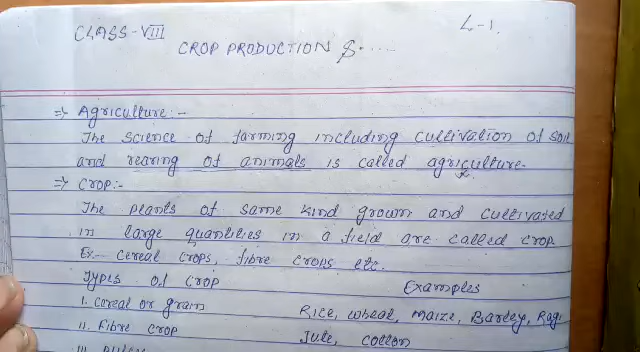 CLASS-VIII
L-1.
CROP PRODUCTION &.....
=> Agriculture:-
The science of farming including cultivation of soil
and rearing of animals is called agriculture.
=> Crop:-
The plants of same kind grown and cultivated
in large quantities in a field are called crop
Ex- Cereal crops, fibre crops etc.
Types of crop Examples
i. Cereal or grain Rice, wheat, maize, Barley, Ragi
ii. Fibre crop Jute, cotton
iii.